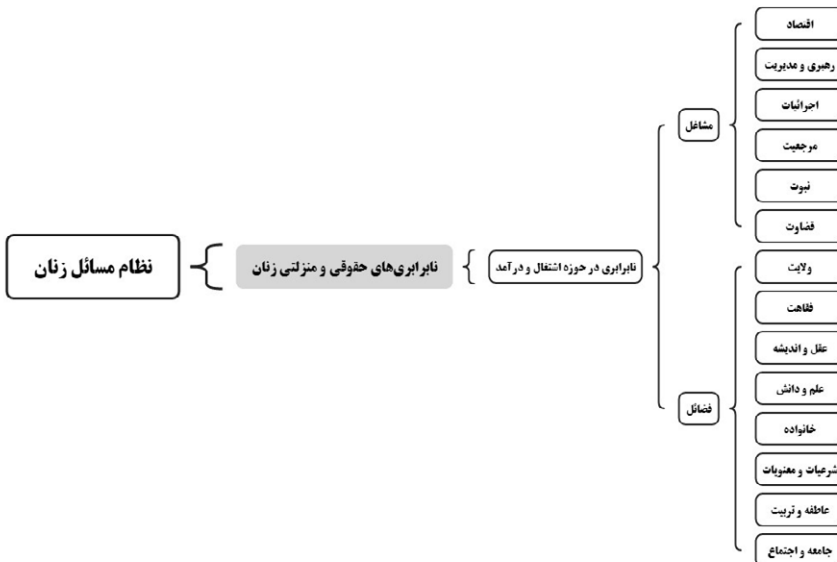 نظام مسائل زنان
نابرابری‌های حقوقی و منزلتی زنان
نابرابری در حوزه اشتغال و درآمد
مشاغل
اقتصاد
رهبری و مدیریت
اجرائیات
مرجعیت
نبوت
قضاوت
فضائل
ولایت
فقاهت
عقل و اندیشه
علم و دانش
خانواده
شرعیات و معنویات
عاطفه و تربیت
جامعه و اجتماع